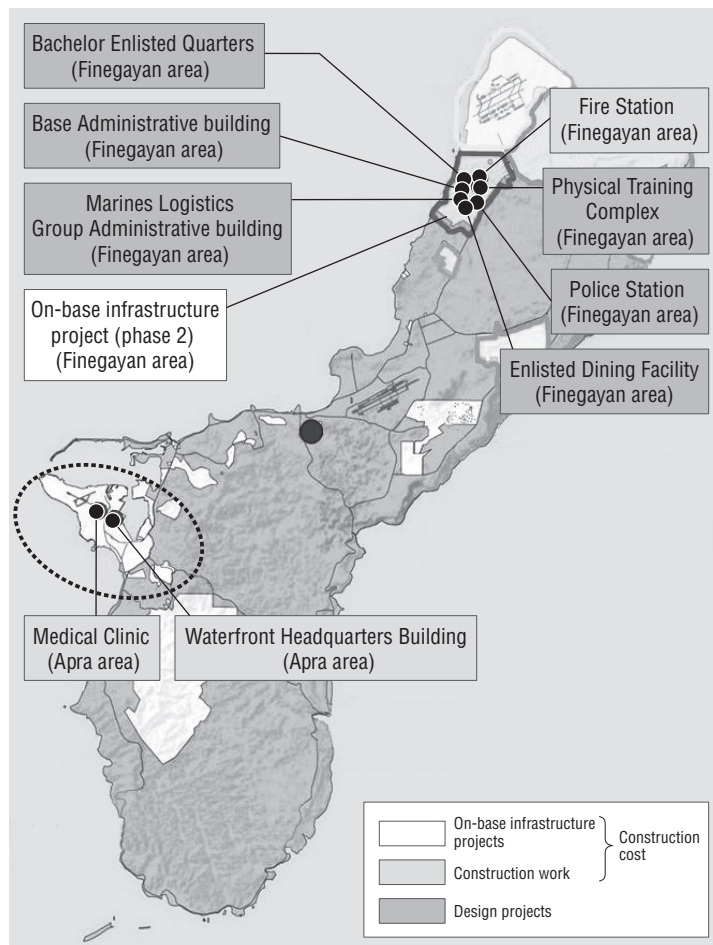 Bachelor Enlisted Quarters
(Finegayan area)
Base Administrative building
(Finegayan area)
Marines Logistics
Group Administrative building
(Finegayan area)
On-base infrastructure
project (phase 2)
(Finegayan area)
Fire Station
(Finegayan area)
Physical Training
Complex
(Finegayan area)
Police Station
(Finegayan area)
Enlisted Dining Facility
(Finegayan area)
Medical Clinic
(Apra area)
Waterfront Headquarters Building
(Apra area)
On-base infrastructure
projects
Construction work
Construction
cost
Design projects